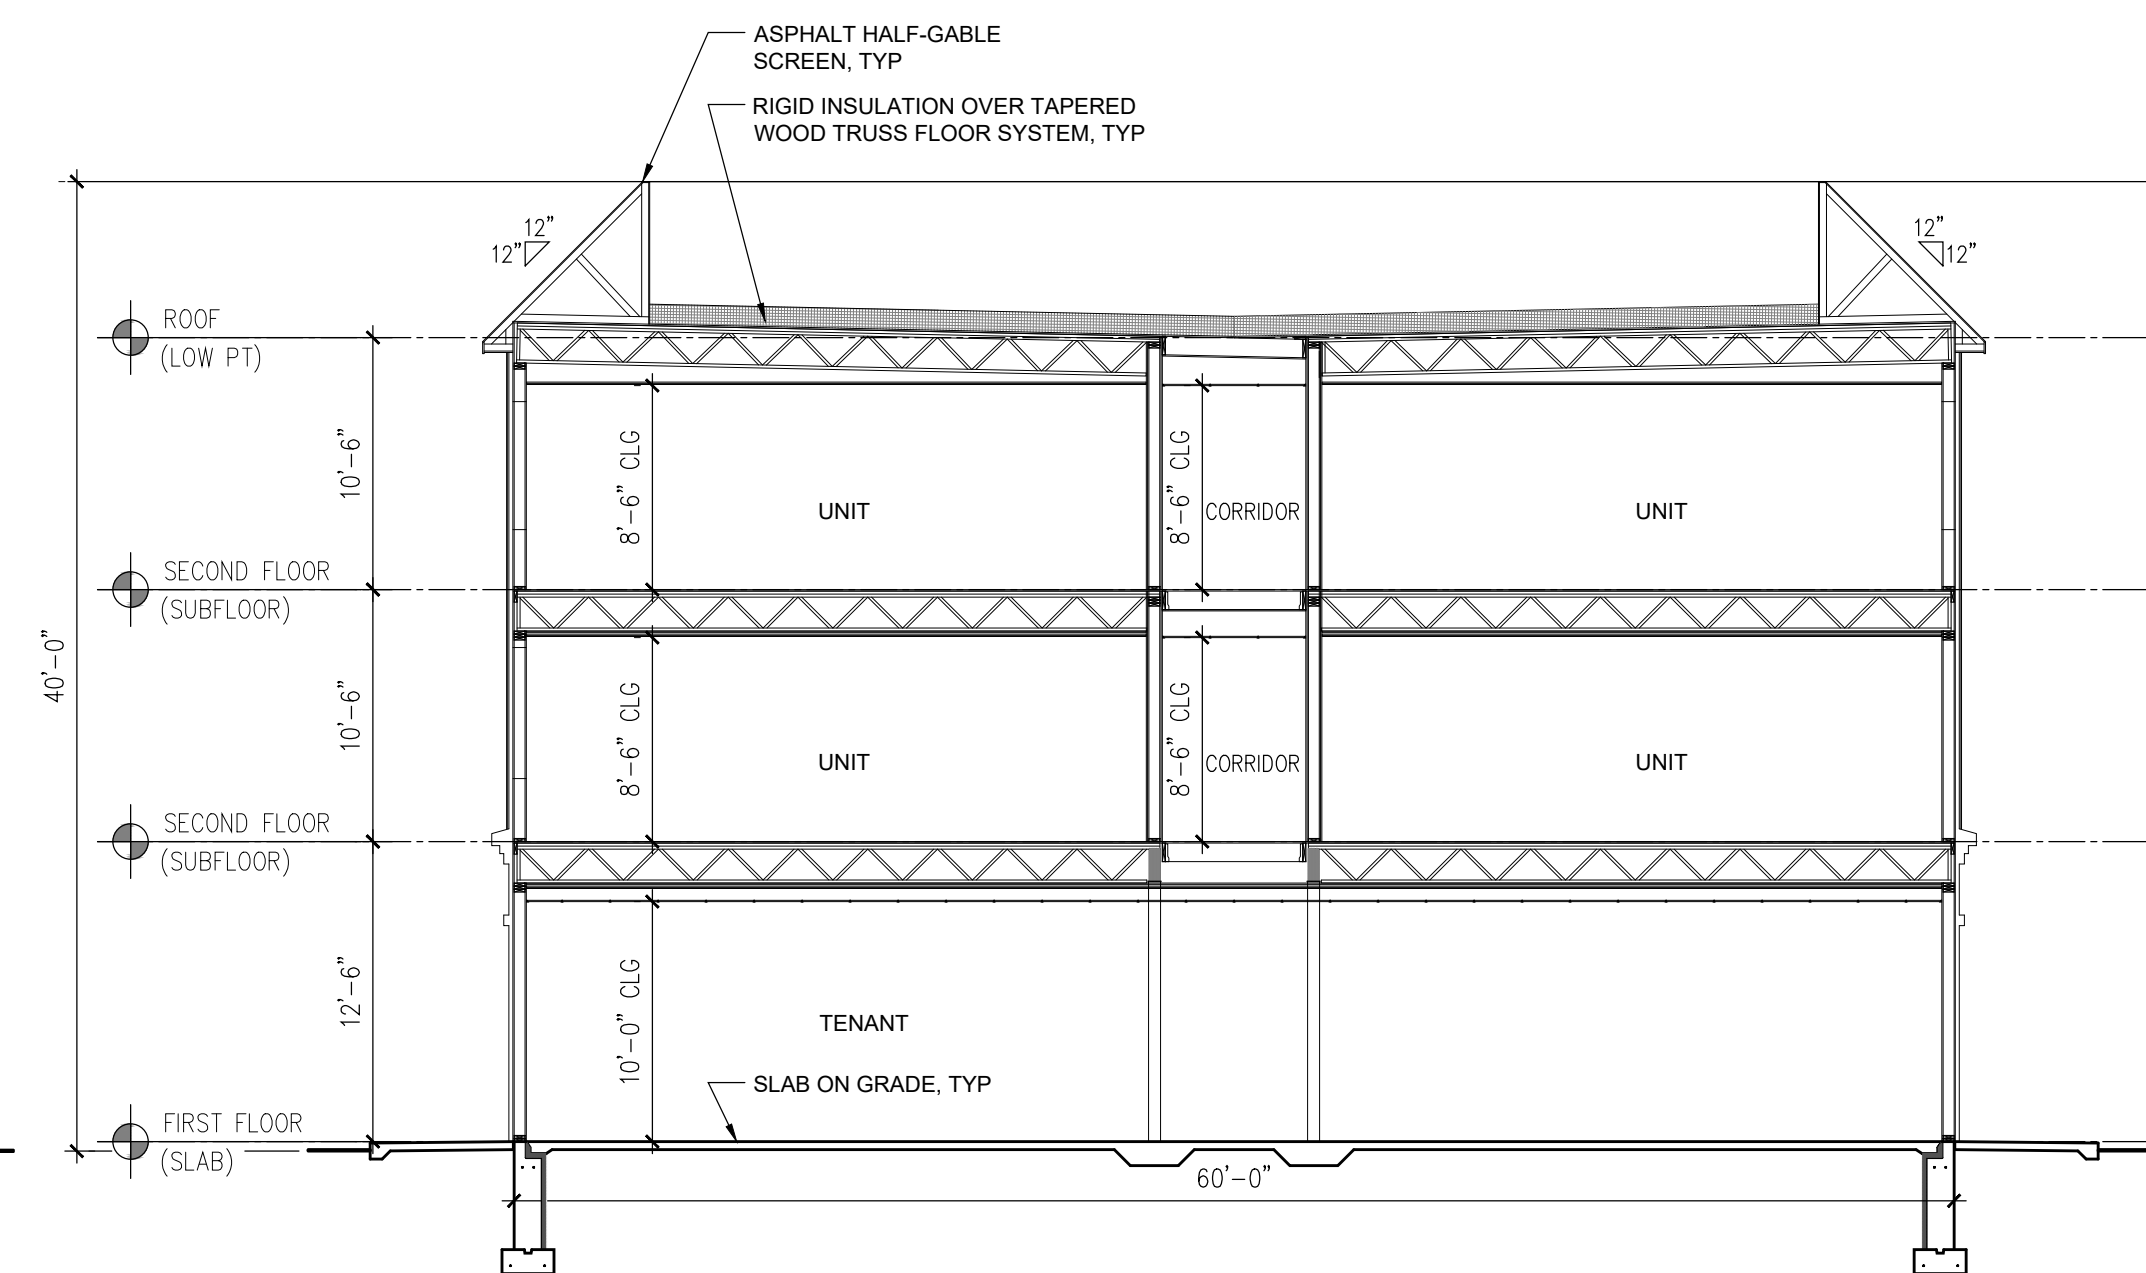 ASPHALT HALF-GABLE
SCREEN, TYP
RIGID INSULATION OVER TAPERED
WOOD TRUSS FLOOR SYSTEM, TYP
12"
12"
12"
12"
ROOF
(LOW PT)
10'-6"
8'-6" CLG
UNIT
8'-6" CLG
CORRIDOR
UNIT
SECOND FLOOR
(SUBFLOOR)
40'-0"
10'-6"
8'-6" CLG
UNIT
8'-6" CLG
CORRIDOR
UNIT
SECOND FLOOR
(SUBFLOOR)
12'-6"
10'-0" CLG
TENANT
SLAB ON GRADE, TYP
FIRST FLOOR
(SLAB)
60'-0"